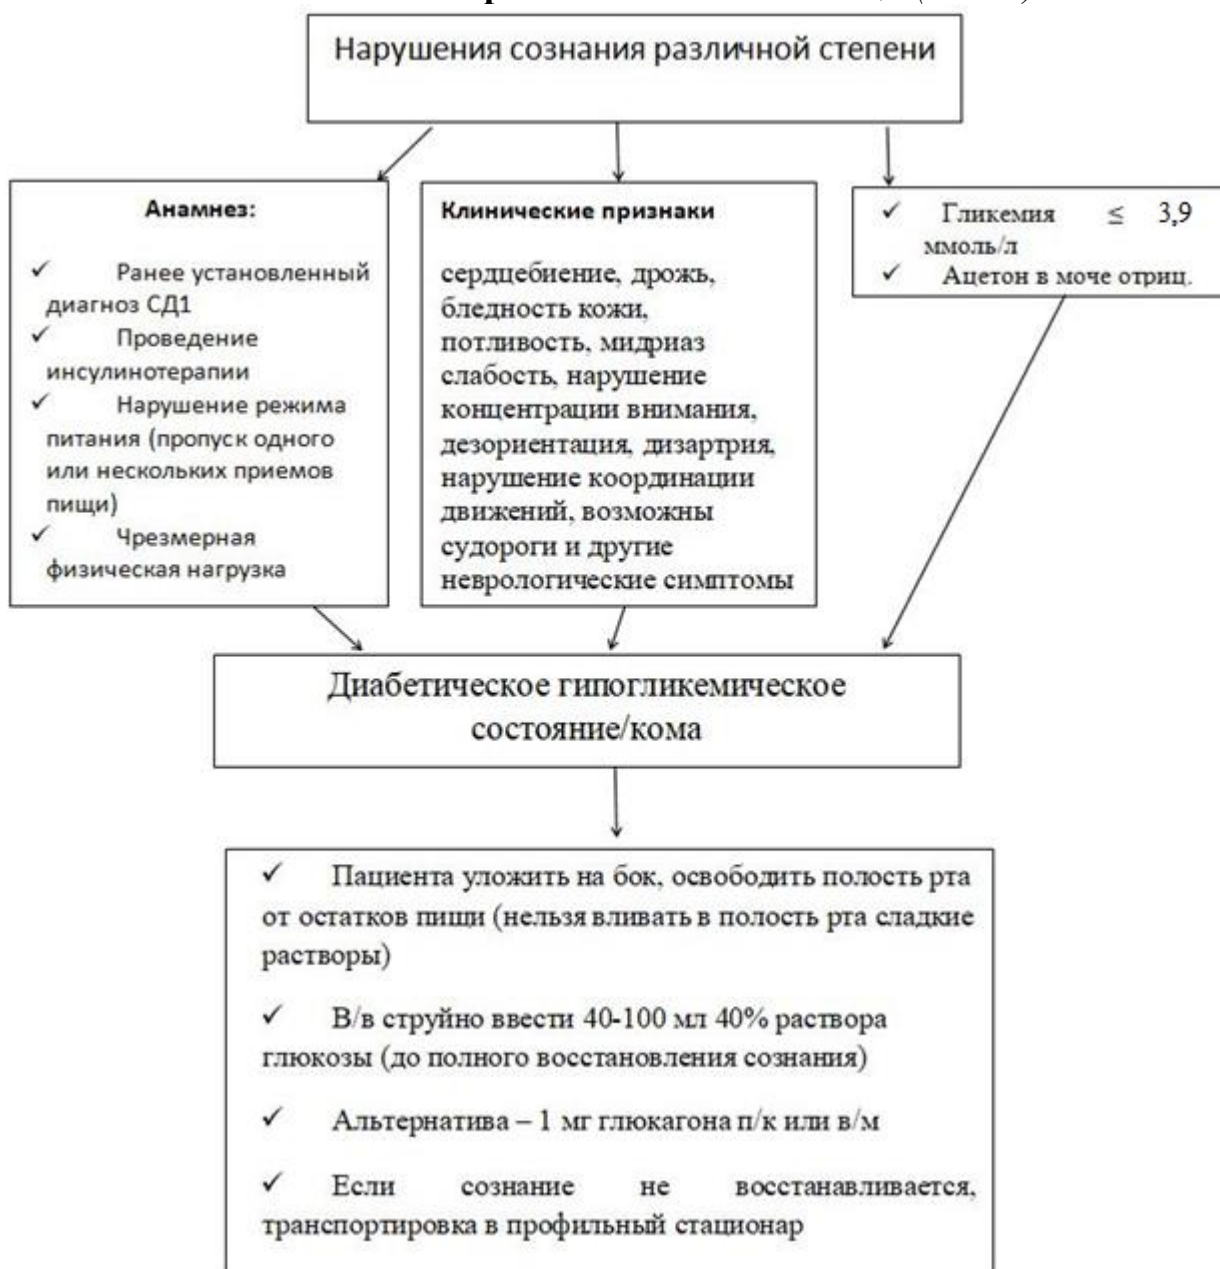 Нарушения сознания различной степени
Анамнез:
✓ Ранее установленный
диагноз СД1
✓ Проведение
инсулинотерапии
✓ Нарушение режима
питания (пропуск одного
или нескольких приемов
пищи)
✓ Чрезмерная
физическая нагрузка
Клинические признаки
сердцебиение, дрожь,
бледность кожи,
потливость, мидриаз
слабость, нарушение
концентрации внимания,
дезориентация, дизартрия,
нарушение координации
движений, возможны
судороги и другие
неврологические симптомы
✓ Гликемия ≤ 3,9
ммоль/л
✓ Ацетон в моче отриц.
Диабетическое гипогликемическое
состояние/кома
✓ Пациента уложить на бок, освободить полость рта
от остатков пищи (нельзя вливать в полость рта сладкие
растворы)
✓ В/в струйно ввести 40-100 мл 40% раствора
глюкозы (до полного восстановления сознания)
✓ Альтернатива – 1 мг глюкагона п/к или в/м
✓ Если сознание не восстанавливается,
транспортировка в профильный стационар